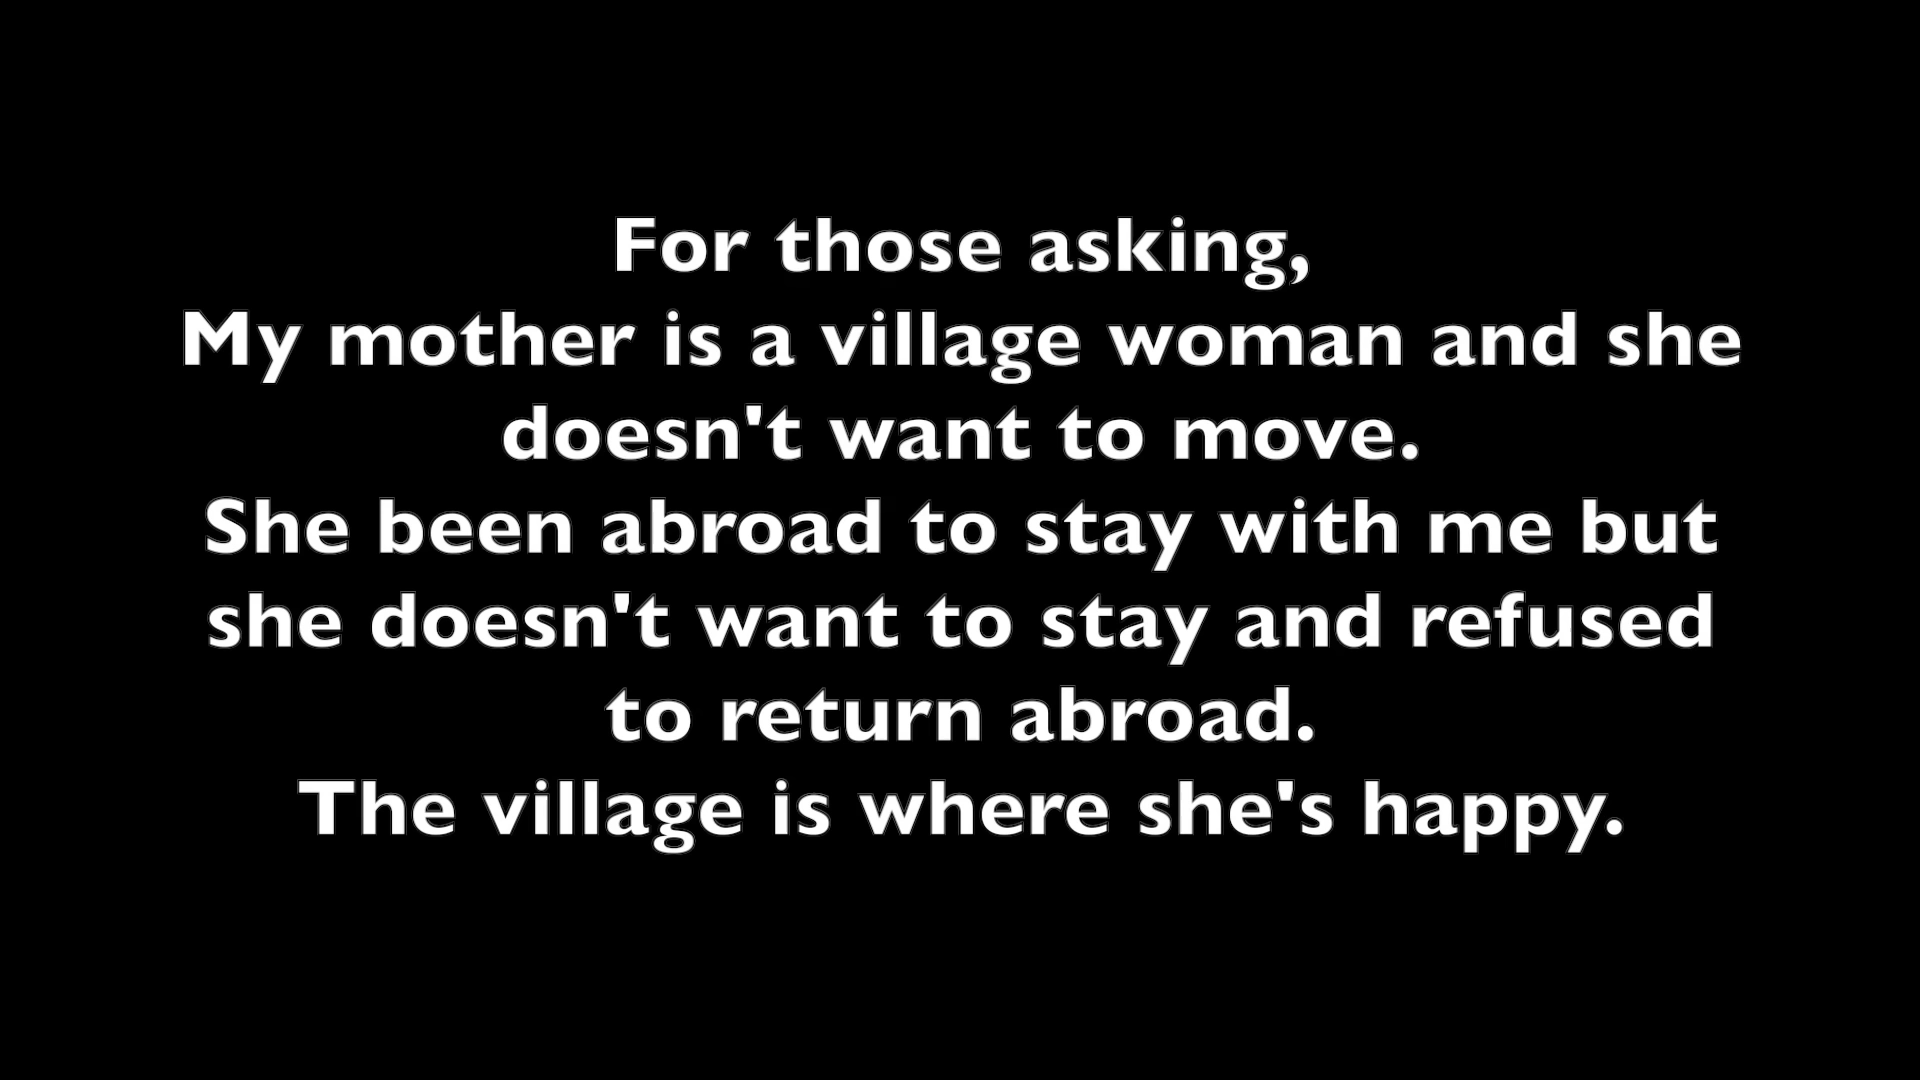 For those asking,
My mother is a village woman and she
doesn't want to move.
She been abroad to stay with me but
she doesn't want to stay and refused
to return abroad.
The village is where she's happy.